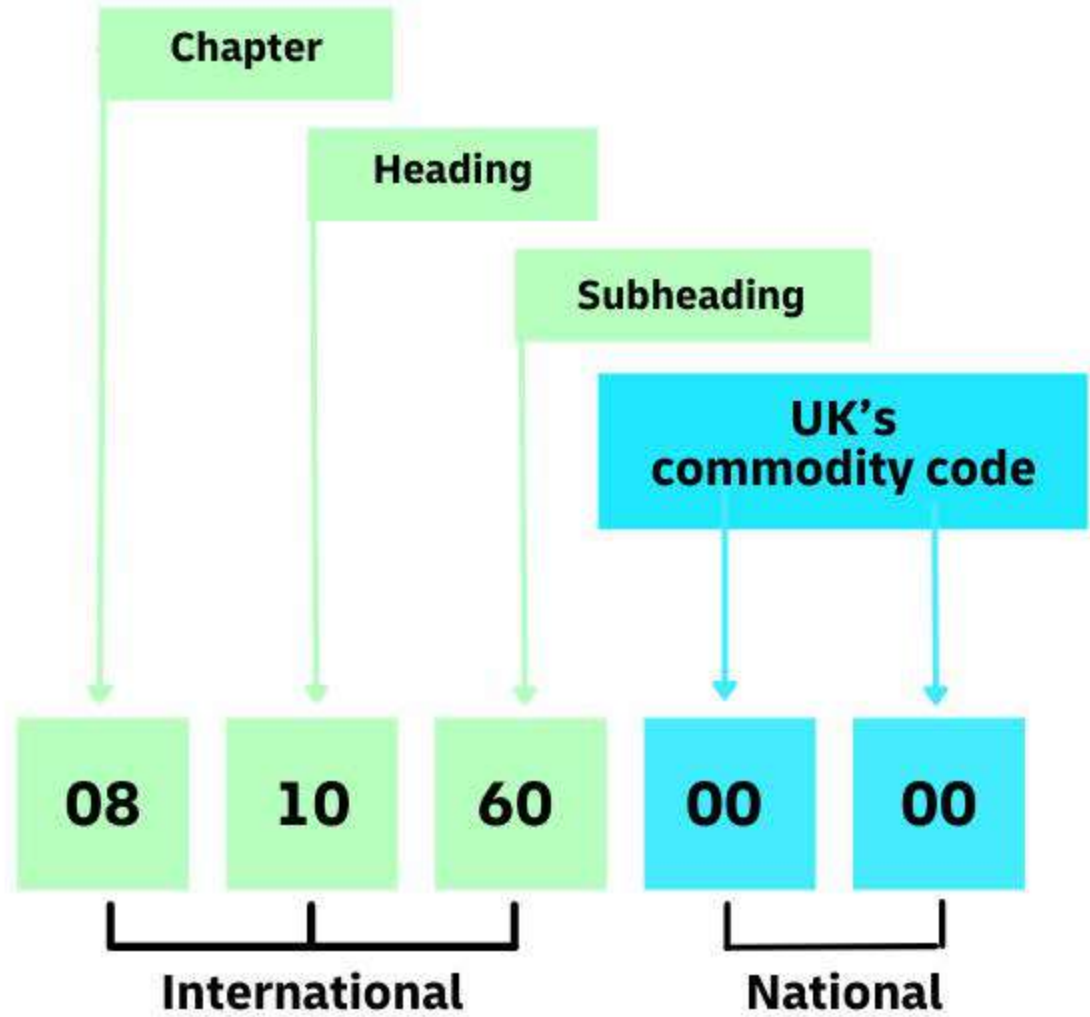 Chapter
Heading
Subheading
UK’s
commodity code
08 10 60 00 00
International National